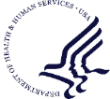 DEPARTMENT OF HEALTH & HUMAN SERVICES • USA